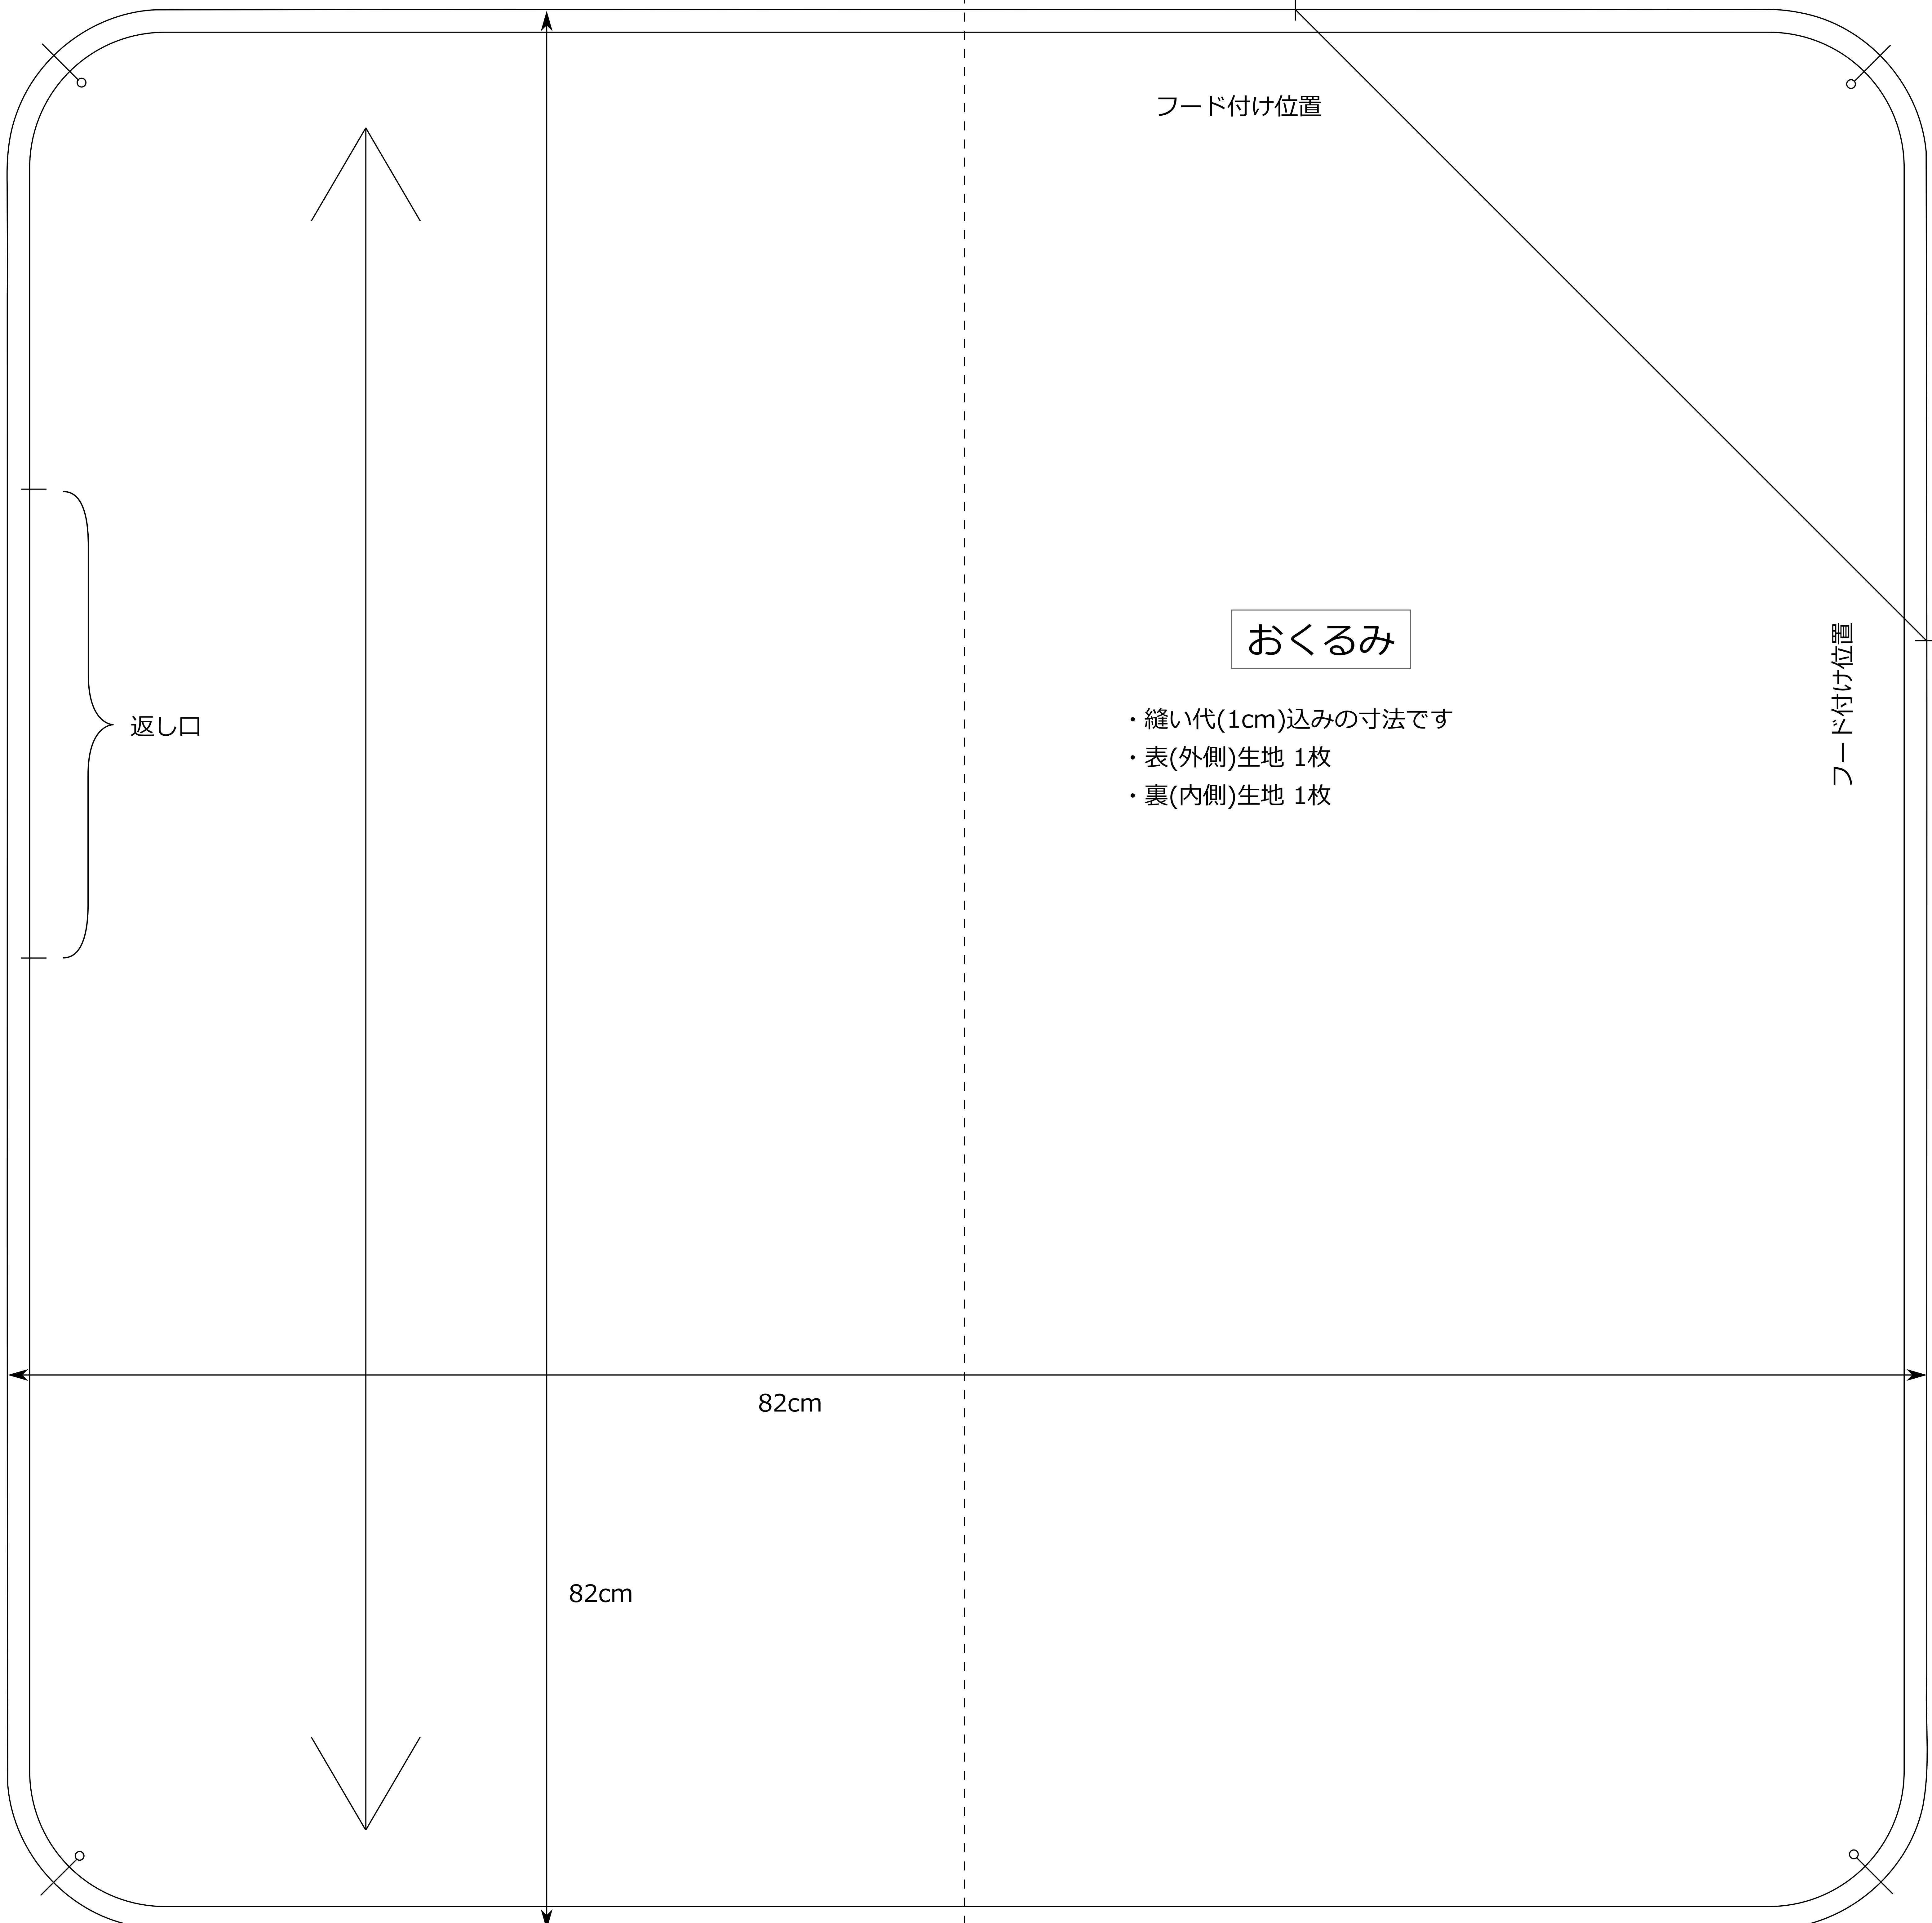 フード付け位置
おくるみ
フード付け位置
・縫い代(1cm)込みの寸法です
・表(外側)生地 1枚
・裏(内側)生地 1枚
返し口
82cm
82cm